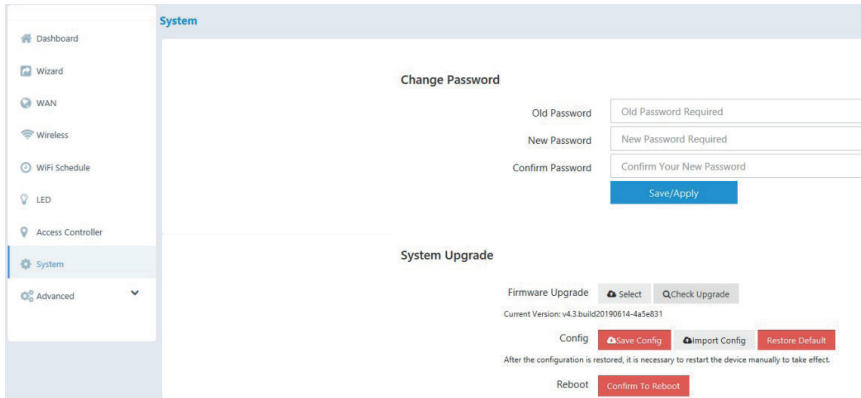 System
Dashboard
Wizard
WAN
Wireless
WiFi Schedule
LED
Access Controller
System
Advanced
Change Password
Old Password Old Password Required
New Password New Password Required
Confirm Password Confirm Your New Password
Save/Apply
System Upgrade
Firmware Upgrade Select Check Upgrade
Current Version: v4.3.build20190614-4a5e831
Config Save Config Import Config Restore Default
After the configuration is restored, it is necessary to restart the device manually to take effect.
Reboot Confirm To Reboot